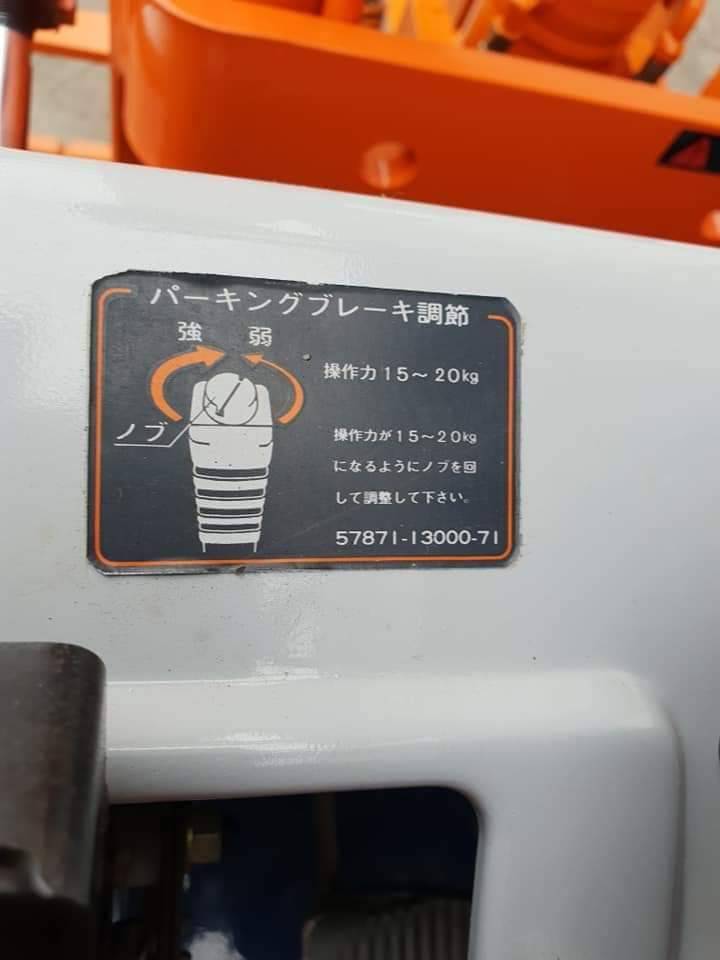 パーキングブレーキ調節
強 弱
操作力15～20kg
ノブ
操作力が15～20kg
になるようにノブを回
して調整して下さい。
57871-13000-71